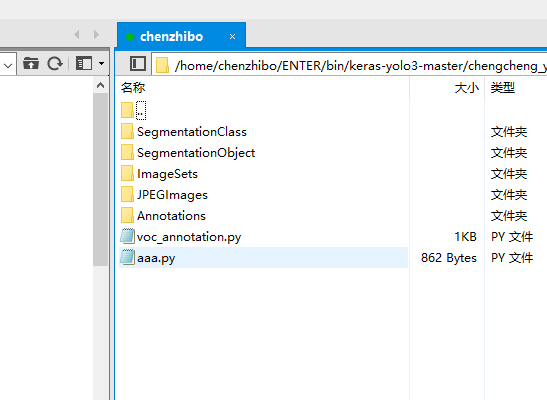 chenzhibo
/home/chenzhibo/ENTER/bin/keras-yolo3-master/chengcheng_y
名称 大小 类型
..
SegmentationClass 文件夹
SegmentationObject 文件夹
ImageSets 文件夹
JPEGImages 文件夹
Annotations 文件夹
voc_annotation.py 1KB PY 文件
aaa.py 862 Bytes PY 文件